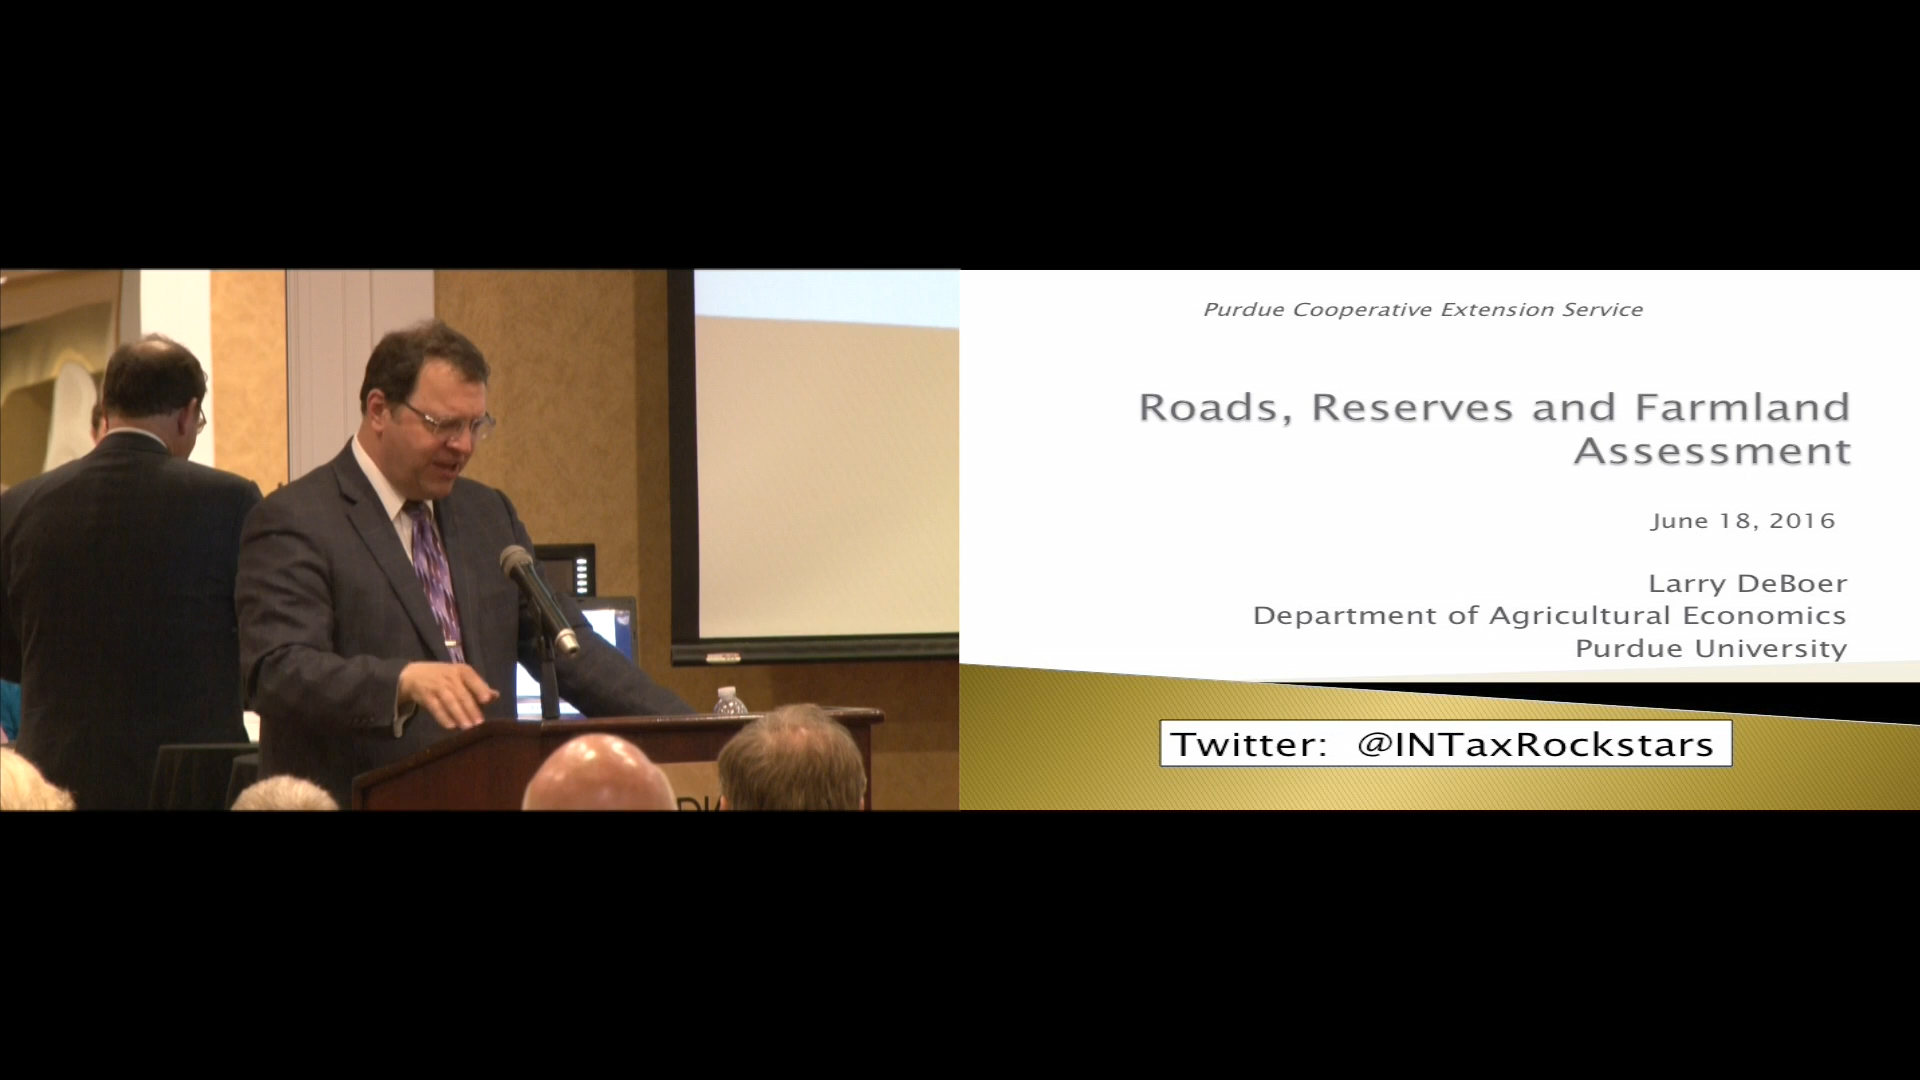 Purdue Cooperative Extension Service
Roads, Reserves and Farmland
Assessment
June 18, 2016
Larry DeBoer
Department of Agricultural Economics
Purdue University
Twitter: @INTaxRockstars